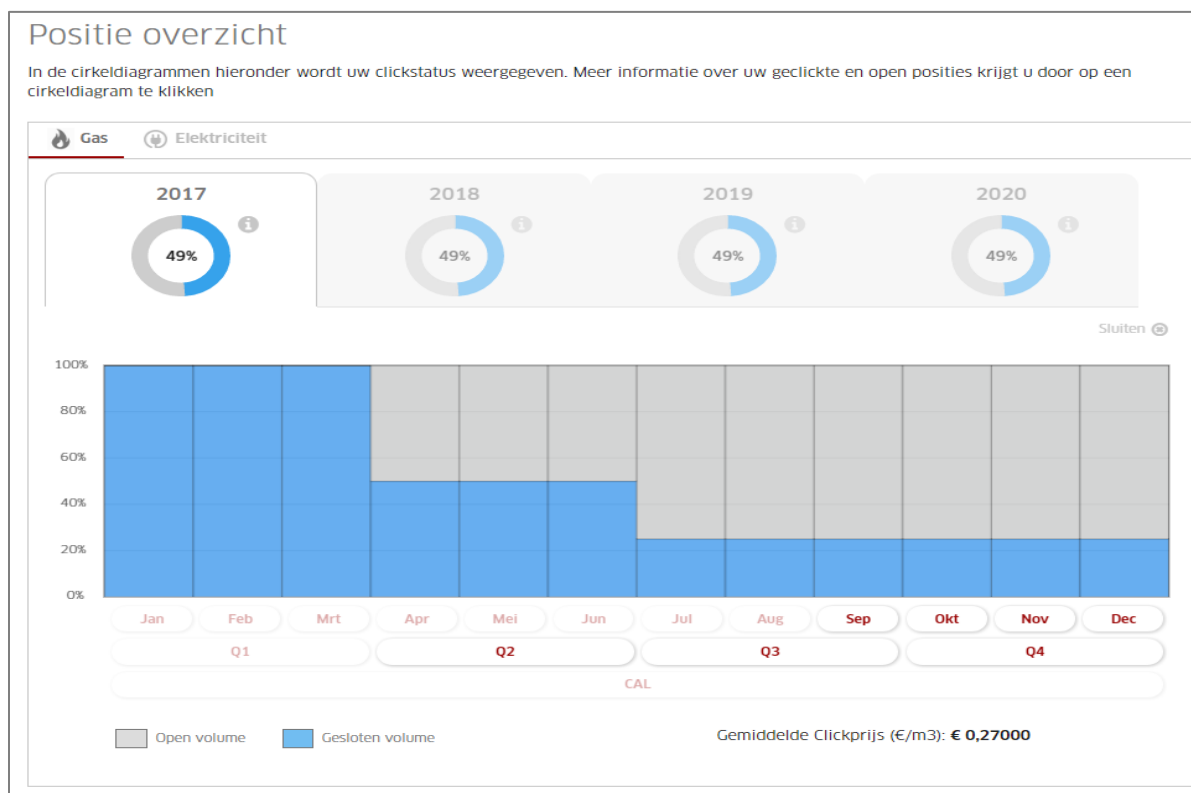 Positie overzicht
In de cirkeldiagrammen hieronder wordt uw clickstatus weergegeven. Meer informatie over uw geclickte en open posities krijgt u door op een
cirkeldiagram te klikken
Gas Elektriciteit
2017 2018 2019 2020
49% 49% 49% 49%
Sluiten
100%
80%
60%
40%
20%
0%
Jan Feb Mrt Apr Mei Jun Jul Aug Sep Okt Nov Dec
Q1 Q2 Q3 Q4
CAL
Open volume Gesloten volume Gemiddelde Clickprijs (€/m3): € 0,27000